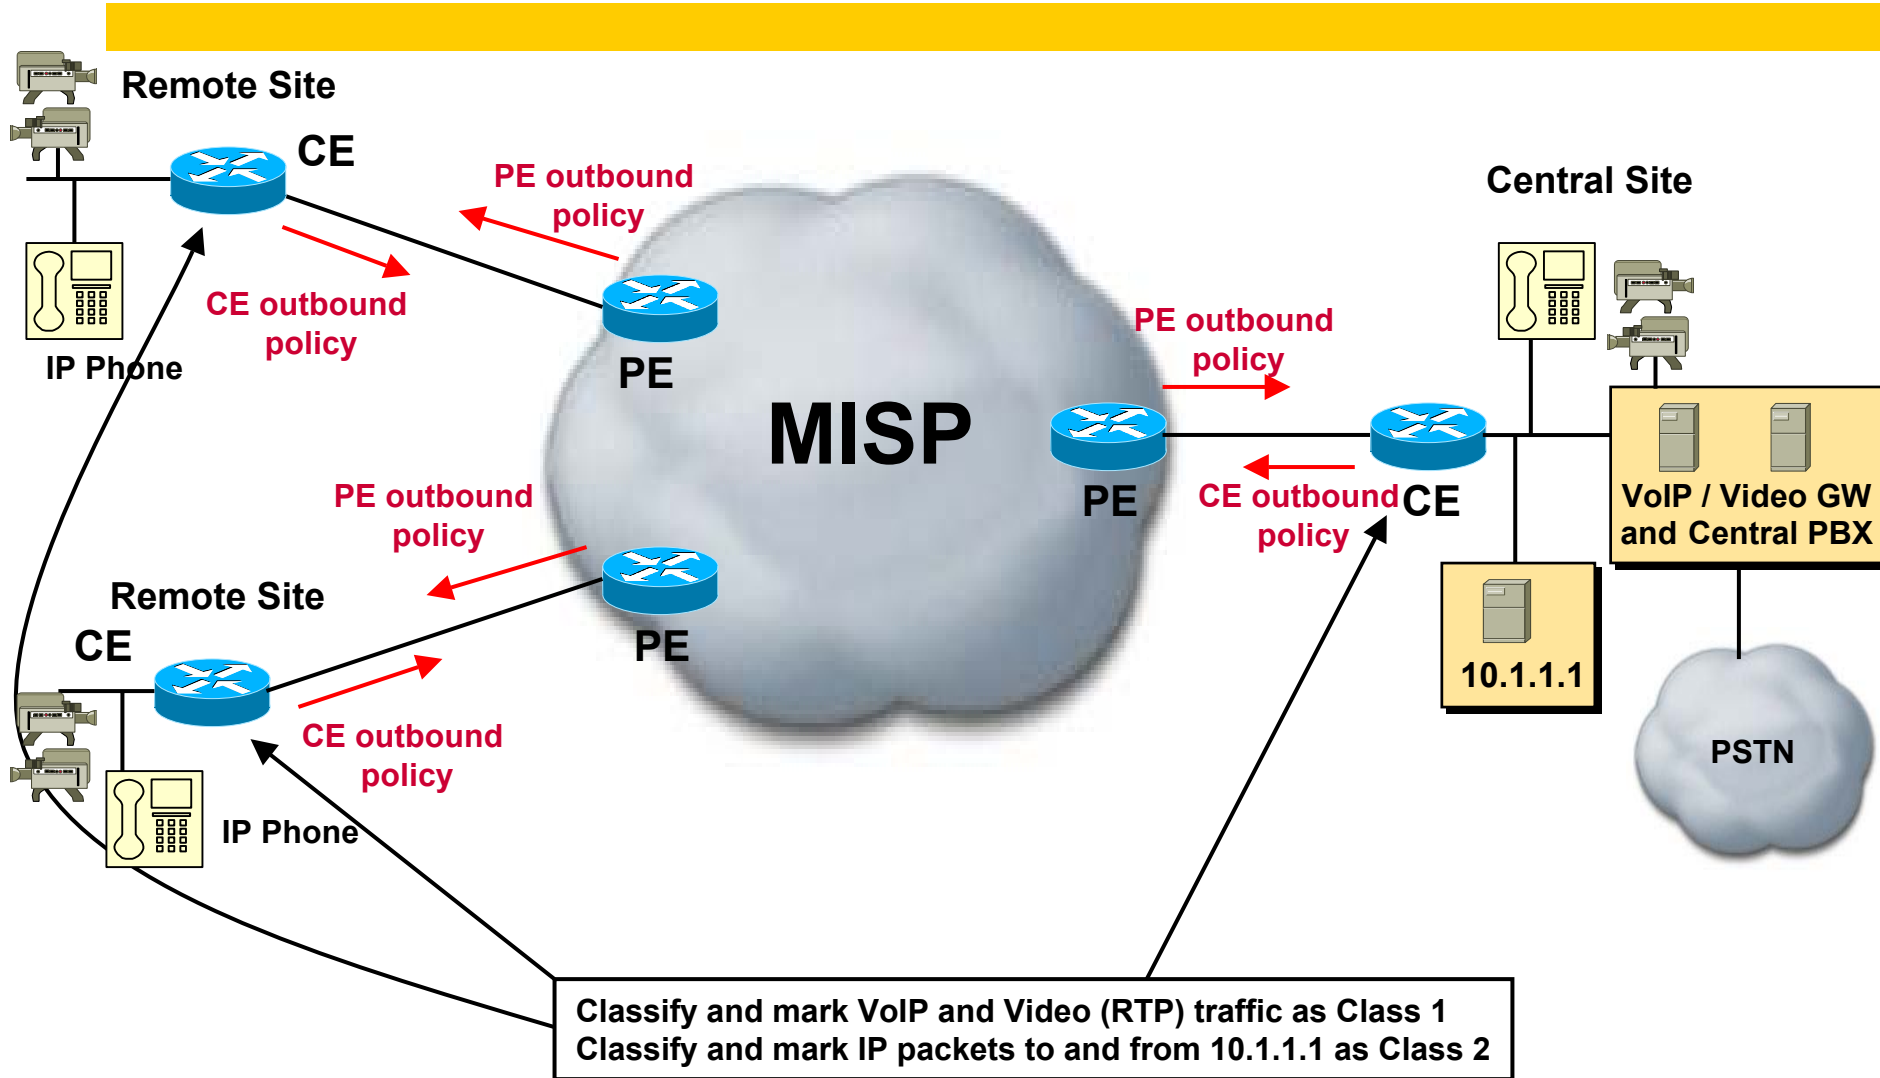 Remote Site
CE
PE outbound
policy
CE outbound
policy
IP Phone
PE
MISP
Central Site
PE outbound
policy
PE
CE outbound
policy
CE
VoIP / Video GW
and Central PBX
10.1.1.1
PSTN
PE outbound
policy
PE
Remote Site
CE
CE outbound
policy
IP Phone
Classify and mark VoIP and Video (RTP) traffic as Class 1
Classify and mark IP packets to and from 10.1.1.1 as Class 2